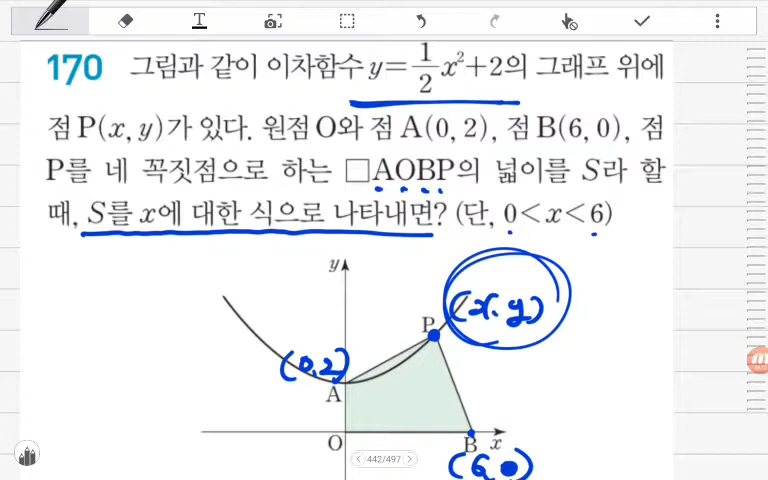 170 그림과 같이 이차함수 y=1/2x²+2의 그래프 위에
점 P(x, y)가 있다. 원점 O와 점 A(0, 2), 점 B(6, 0), 점
P를 네 꼭짓점으로 하는 □AOBP의 넓이를 S라 할
때, S를 x에 대한 식으로 나타내면? (단, 0<x<6)
y
(x, y)
P
(0, 2)
A
O
B x
442/497
(6, 0)